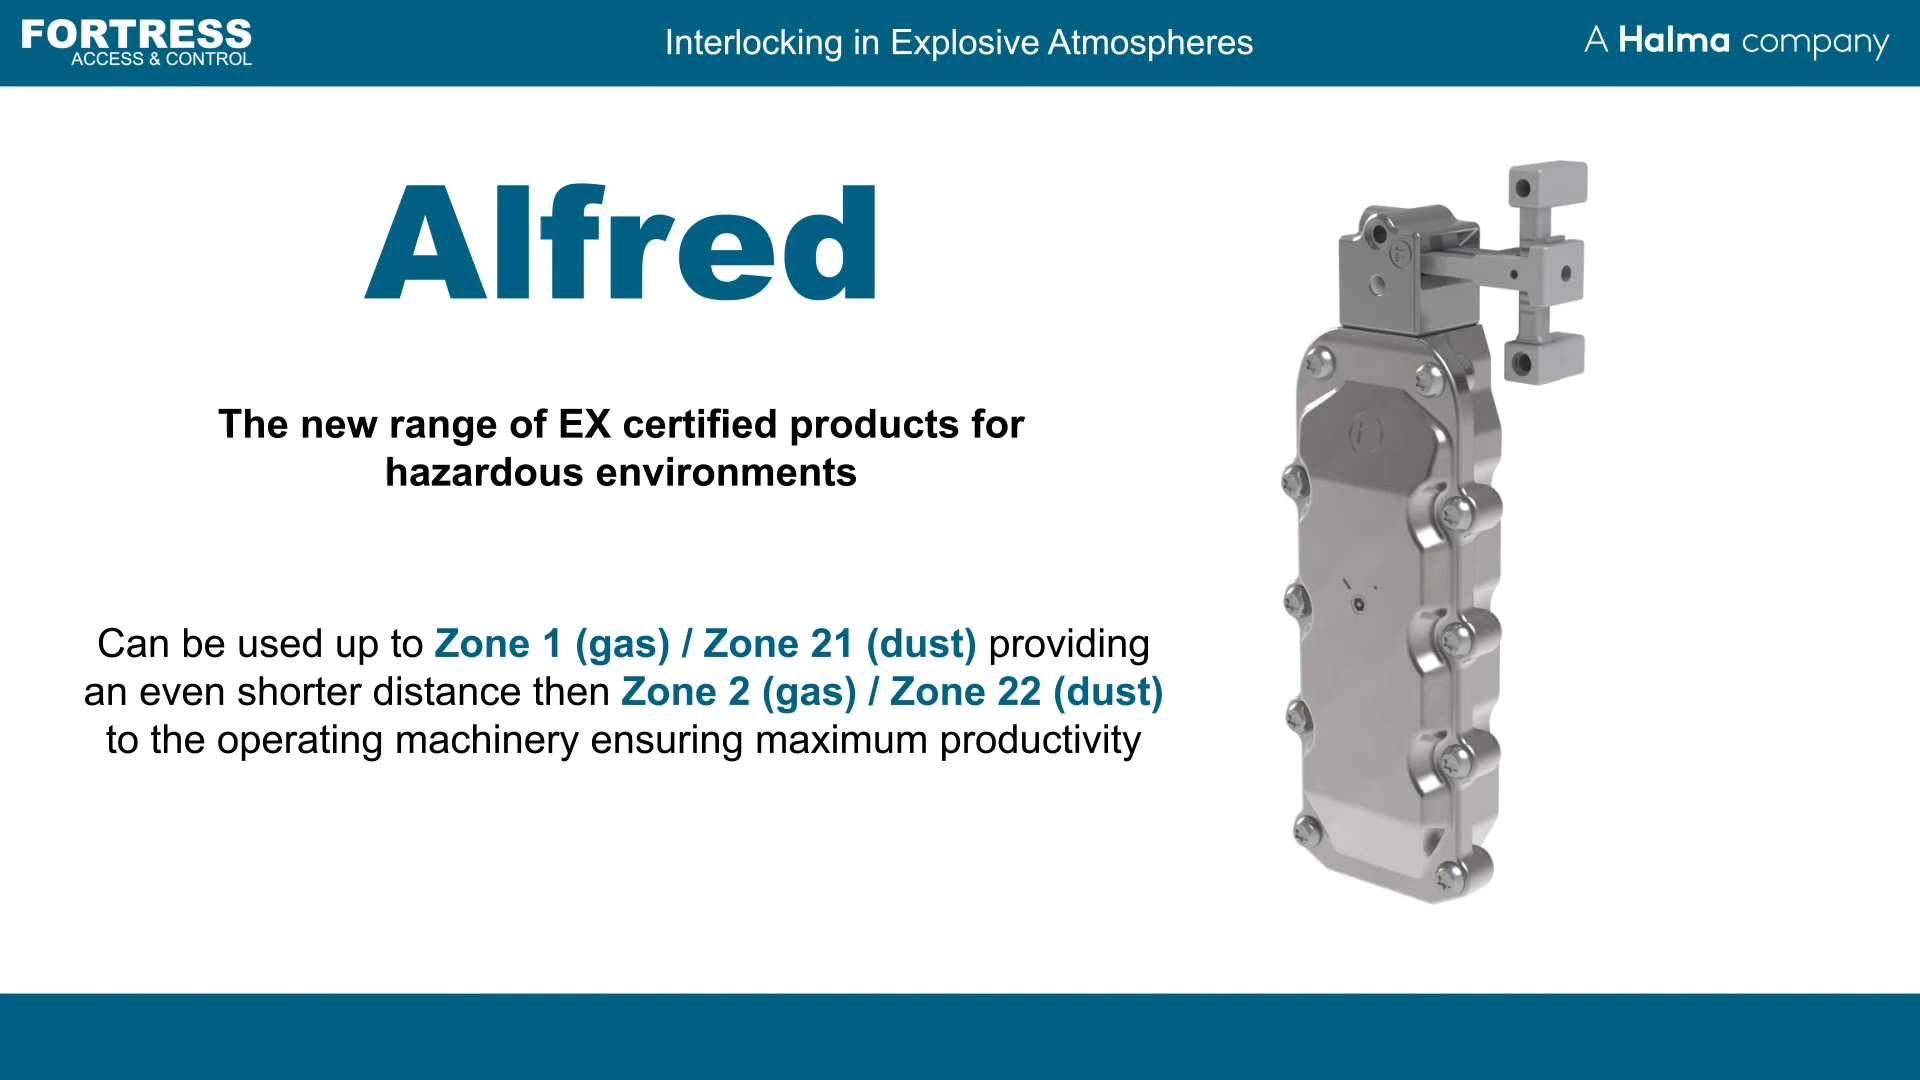 FORTRESS
ACCESS & CONTROL
Interlocking in Explosive Atmospheres
A Halma company
Alfred
The new range of EX certified products for
hazardous environments
Can be used up to Zone 1 (gas) / Zone 21 (dust) providing
an even shorter distance then Zone 2 (gas) / Zone 22 (dust)
to the operating machinery ensuring maximum productivity